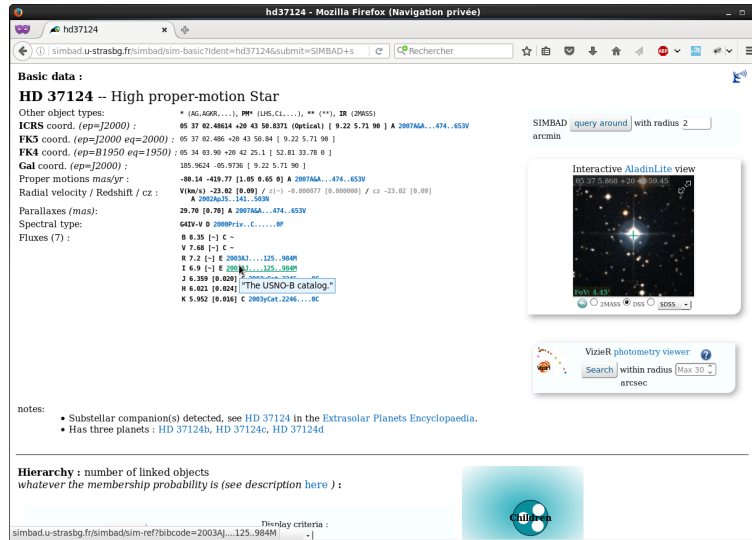 hd37124 - Mozilla Firefox (Navigation privée)
hd37124
simbad.u-strasbg.fr/simbad/sim-basic?Ident=hd37124&submit=SIMBAD+s
Rechercher
ABP
Basic data :
HD 37124 -- High proper-motion Star
Other object types: * (AG,AGKR,...), PM* (LHS,Ci,...), ** (**), IR (2MASS)
ICRS coord. (ep=J2000) : 05 37 02.48614 +20 43 50.8371 (Optical) [ 9.22 5.71 90 ] A 2007A&A...474..653V
FK5 coord. (ep=J2000 eq=2000) : 05 37 02.486 +20 43 50.84 [ 9.22 5.71 90 ]
FK4 coord. (ep=B1950 eq=1950) : 05 34 03.90 +20 42 25.1 [ 52.81 33.78 0 ]
Gal coord. (ep=J2000) : 185.9624 -05.9736 [ 9.22 5.71 90 ]
Proper motions mas/yr : -80.14 -419.77 [1.05 0.65 0] A 2007A&A...474..653V
Radial velocity / Redshift / cz : V(km/s) -23.02 [0.09] / z(~) -0.000077 [0.000000] / cz -23.02 [0.09]
A 2002ApJS..141..503N
Parallaxes (mas): 29.70 [0.70] A 2007A&A...474..653V
Spectral type: G4IV-V D 2000Priv..C......0F
Fluxes (7) : B 8.35 [~] C ~
V 7.68 [~] C ~
R 7.2 [~] E 2003AJ....125..984M
I 6.9 [~] E 2003AJ....125..984M
J 6.359 [0.020] C 2003yCat.2246....0C
H 6.021 [0.024]
"The USNO-B catalog."
K 5.952 [0.016] C 2003yCat.2246....0C
SIMBAD query around with radius 2
arcmin
Interactive AladinLite view
05 37 5.868 +20 4 59.45
FoV: 4.45'
2MASS DSS SDSS
VizieR photometry viewer ?
Search within radius Max 30
arcsec
notes:
• Substellar companion(s) detected, see HD 37124 in the Extrasolar Planets Encyclopaedia.
• Has three planets : HD 37124b, HD 37124c, HD 37124d
Hierarchy : number of linked objects
whatever the membership probability is (see description here ) :
Display criteria :
Children
simbad.u-strasbg.fr/simbad/sim-ref?bibcode=2003AJ....125..984M